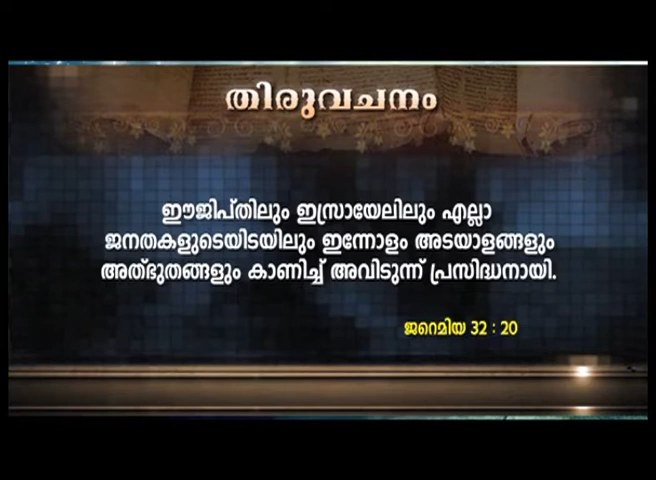 തിരുവചനം
ഈജിപ്തിലും ഇസ്രായേലിലും എല്ലാ
ജനതകളുടെയിടയിലും ഇന്നോളം അടയാളങ്ങളും
അത്ഭുതങ്ങളും കാണിച്ച് അവിടുന്ന് പ്രസിദ്ധനായി.
ജറെമിയ 32 : 20